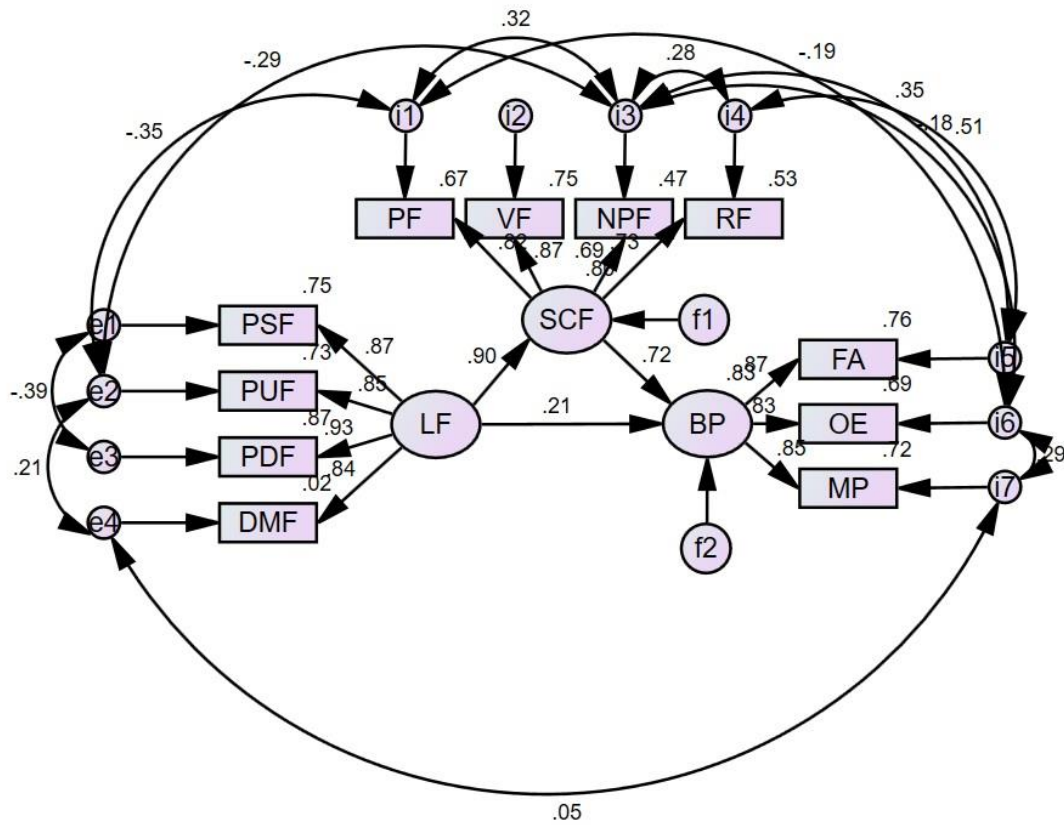 .32
-.29
-.19
.28
.35
i1
i2
i3
i4
-.35
-.18
.51
.67
.75
.47
.53
PF
VF
NPF
RF
.82
.87
.69
.73
.75
SCF
f1
e1
PSF
.76
.73
.87
.90
.72
.87
FA
i5
-.39
e2
PUF
.85
.83
.69
.87
.93
LF
.21
BP
.83
OE
i6
e3
PDF
.85
.72
.29
.21
.02
.84
MP
i7
e4
DMF
f2
.05